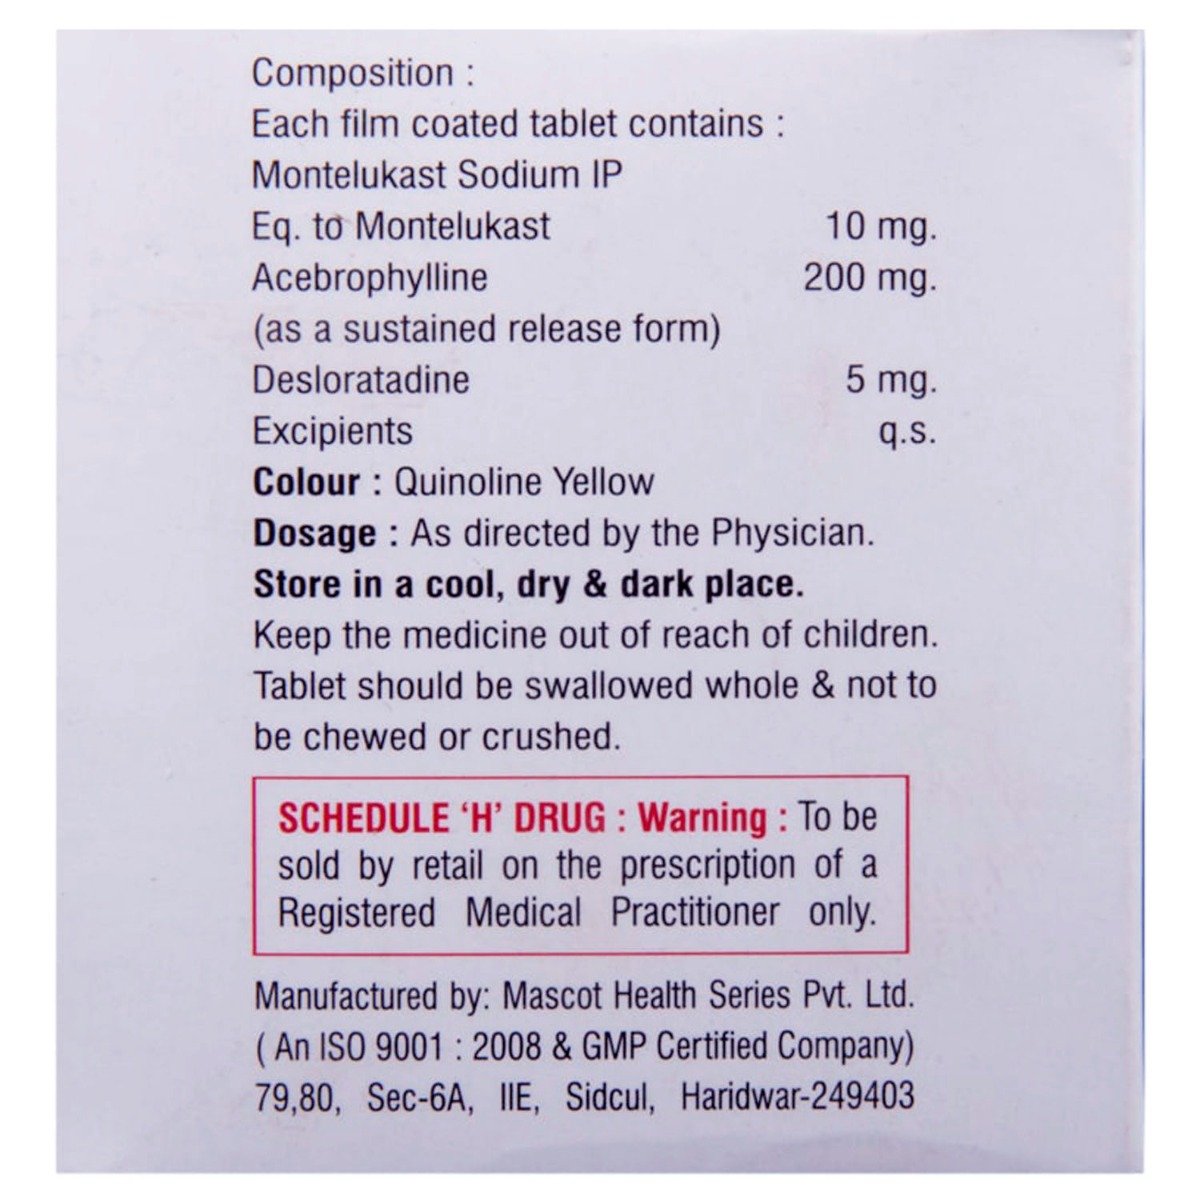 Composition :
Each film coated tablet contains :
Montelukast Sodium IP
Eq. to Montelukast 10 mg.
Acebrophylline 200 mg.
(as a sustained release form)
Desloratadine 5 mg.
Excipients q.s.
Colour : Quinoline Yellow
Dosage : As directed by the Physician.
Store in a cool, dry & dark place.
Keep the medicine out of reach of children.
Tablet should be swallowed whole & not to
be chewed or crushed.
SCHEDULE ‘H’ DRUG : Warning : To be
sold by retail on the prescription of a
Registered Medical Practitioner only.
Manufactured by: Mascot Health Series Pvt. Ltd.
( An ISO 9001 : 2008 & GMP Certified Company)
79,80, Sec-6A, IIE, Sidcul, Haridwar-249403